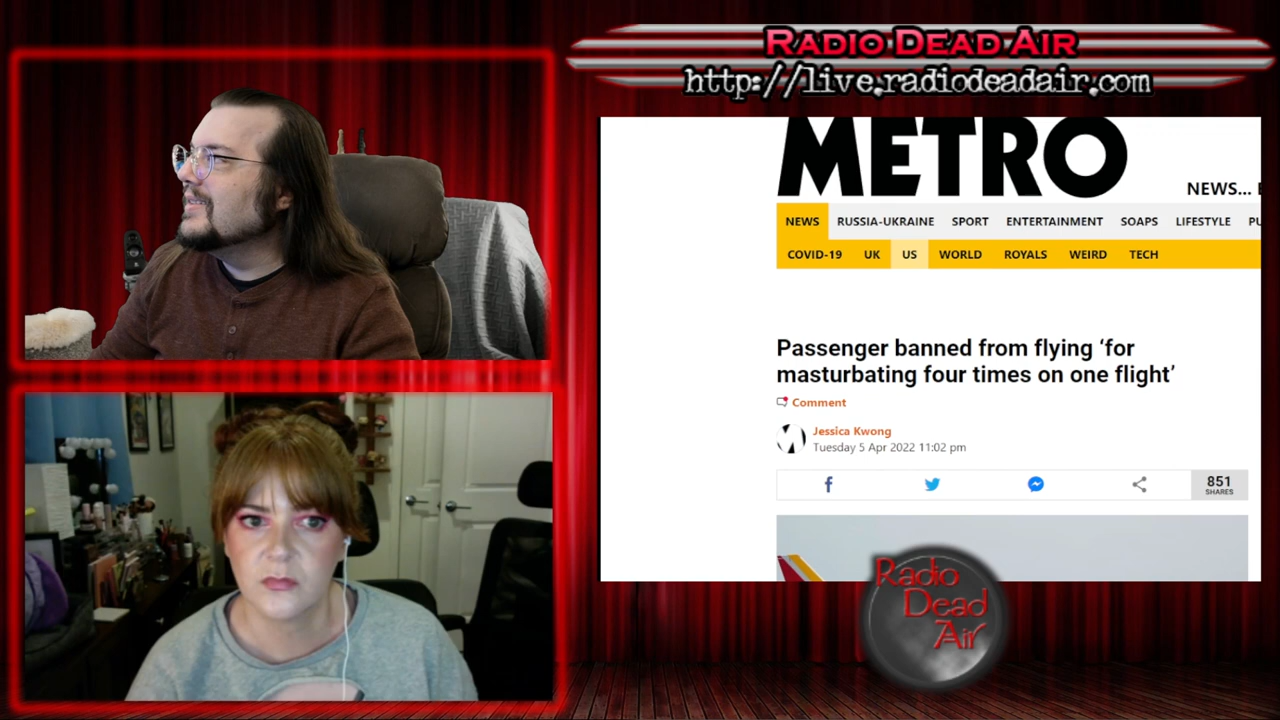 RADIO DEAD AIR
http://live.radiodeadair.com
METRO
NEWS...
NEWS RUSSIA-UKRAINE SPORT ENTERTAINMENT SOAPS LIFESTYLE
COVID-19 UK US WORLD ROYALS WEIRD TECH
Passenger banned from flying ‘for
masturbating four times on one flight’
Comment
Jessica Kwong
Tuesday 5 Apr 2022 11:02 pm
851
SHARES
Radio
Dead
Air